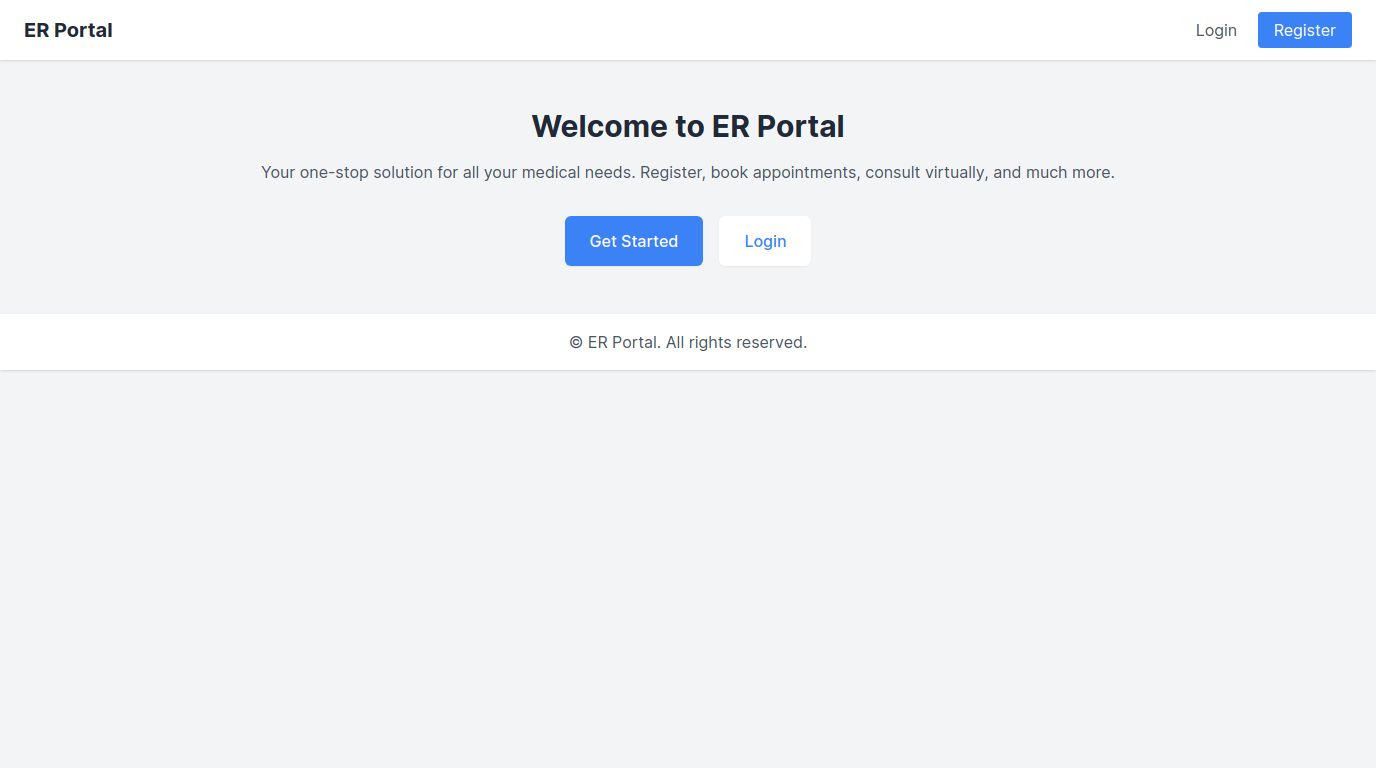 ER Portal
Login
Register
Welcome to ER Portal
Your one-stop solution for all your medical needs. Register, book appointments, consult virtually, and much more.
Get Started
Login
© ER Portal. All rights reserved.